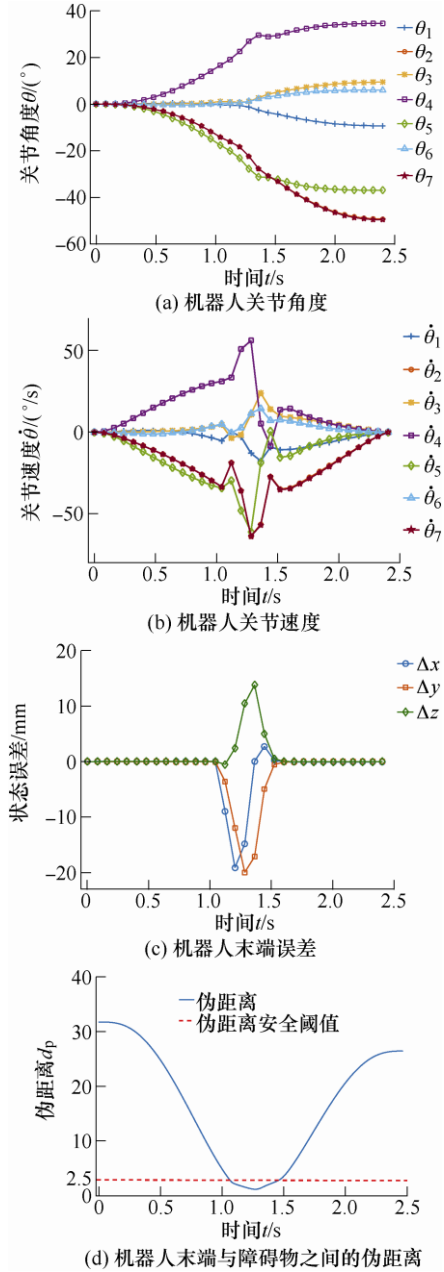 40
20
0
−20
−40
−60
关节角度θ/(°)
θ1
θ2
θ3
θ4
θ5
θ6
θ7
0 0.5 1.0 1.5 2.0 2.5
时间t/s
(a) 机器人关节角度
50
0
−50
关节速度θ̇/(°/s)
θ̇1
θ̇2
θ̇3
θ̇4
θ̇5
θ̇6
θ̇7
0 0.5 1.0 1.5 2.0 2.5
时间t/s
(b) 机器人关节速度
20
10
0
−10
−20
状态误差/mm
Δx
Δy
Δz
0 0.5 1.0 1.5 2.0 2.5
时间t/s
(c) 机器人末端误差
40
30
20
10
2.5
0
伪距离dp
伪距离
伪距离安全阈值
0 0.5 1.0 1.5 2.0 2.5
时间t/s
(d) 机器人末端与障碍物之间的伪距离